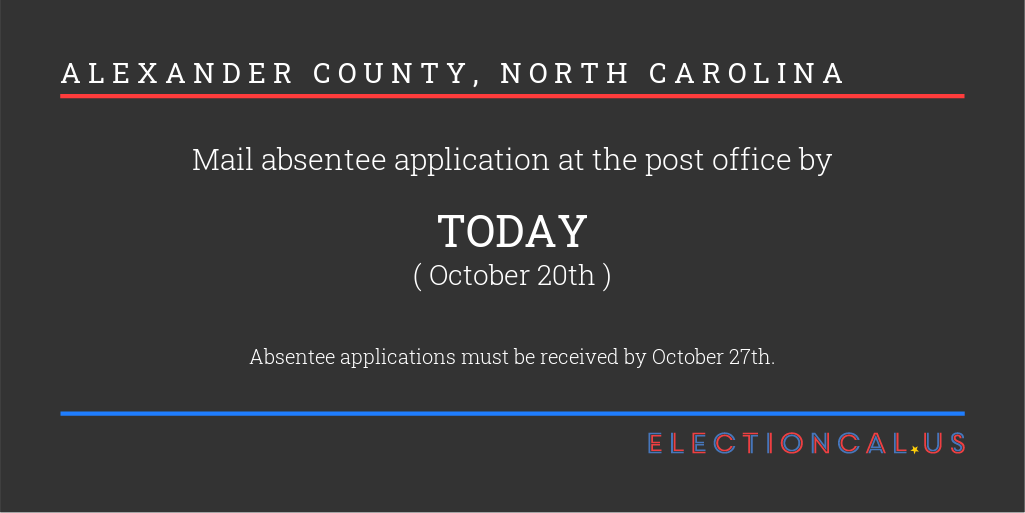 ALEXANDER COUNTY, NORTH CAROLINA
Mail absentee application at the post office by
TODAY
( October 20th )
Absentee applications must be received by October 27th.
ELECTIONCAL.US